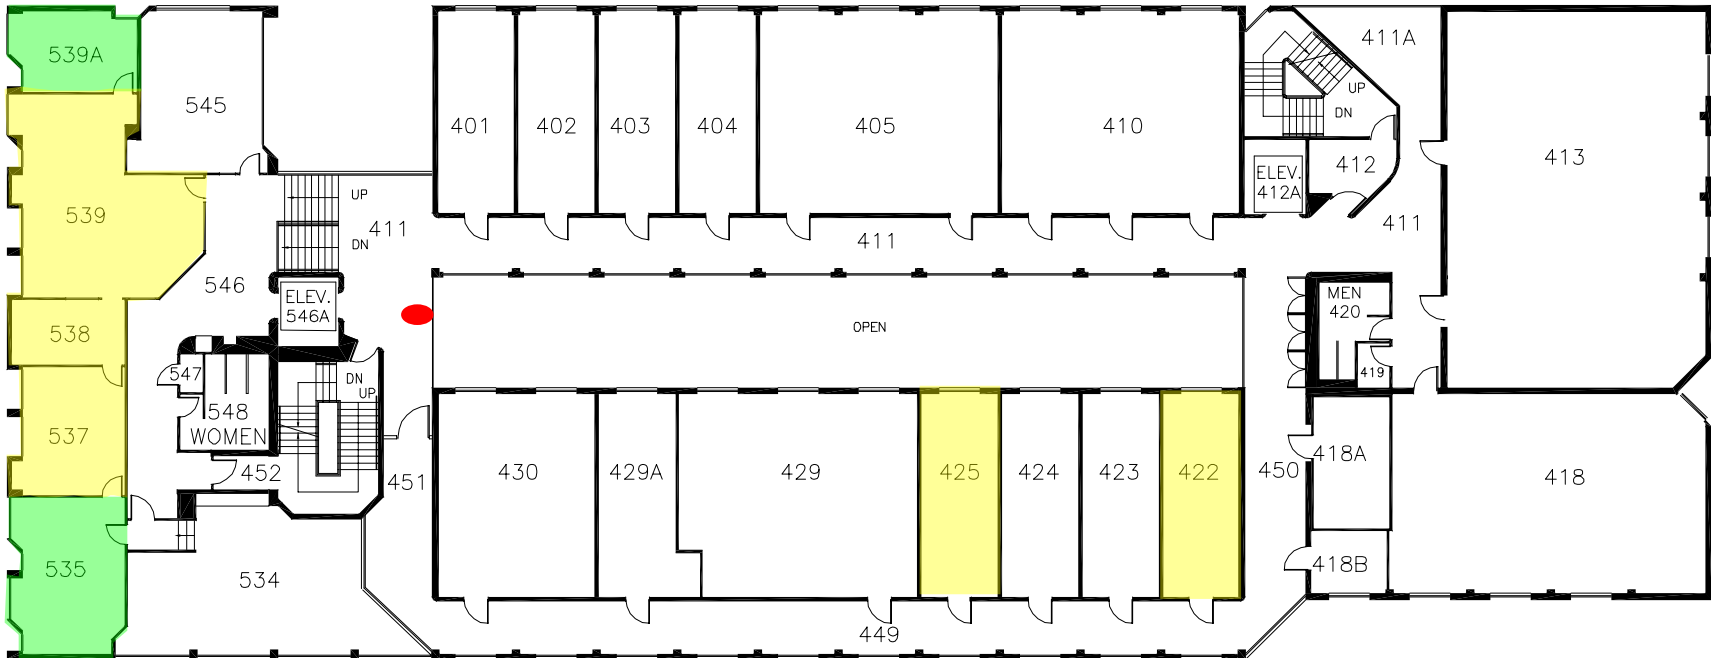 539A
545
401
402
403
404
405
410
411A
UP
DN
413
ELEV.
412A
412
539
UP
411
DN
411
411
546
ELEV.
546A
OPEN
MEN
420
538
547
DN
UP
419
548
WOMEN
537
452
451
430
429A
429
425
424
423
422
450
418A
418
535
534
418B
449